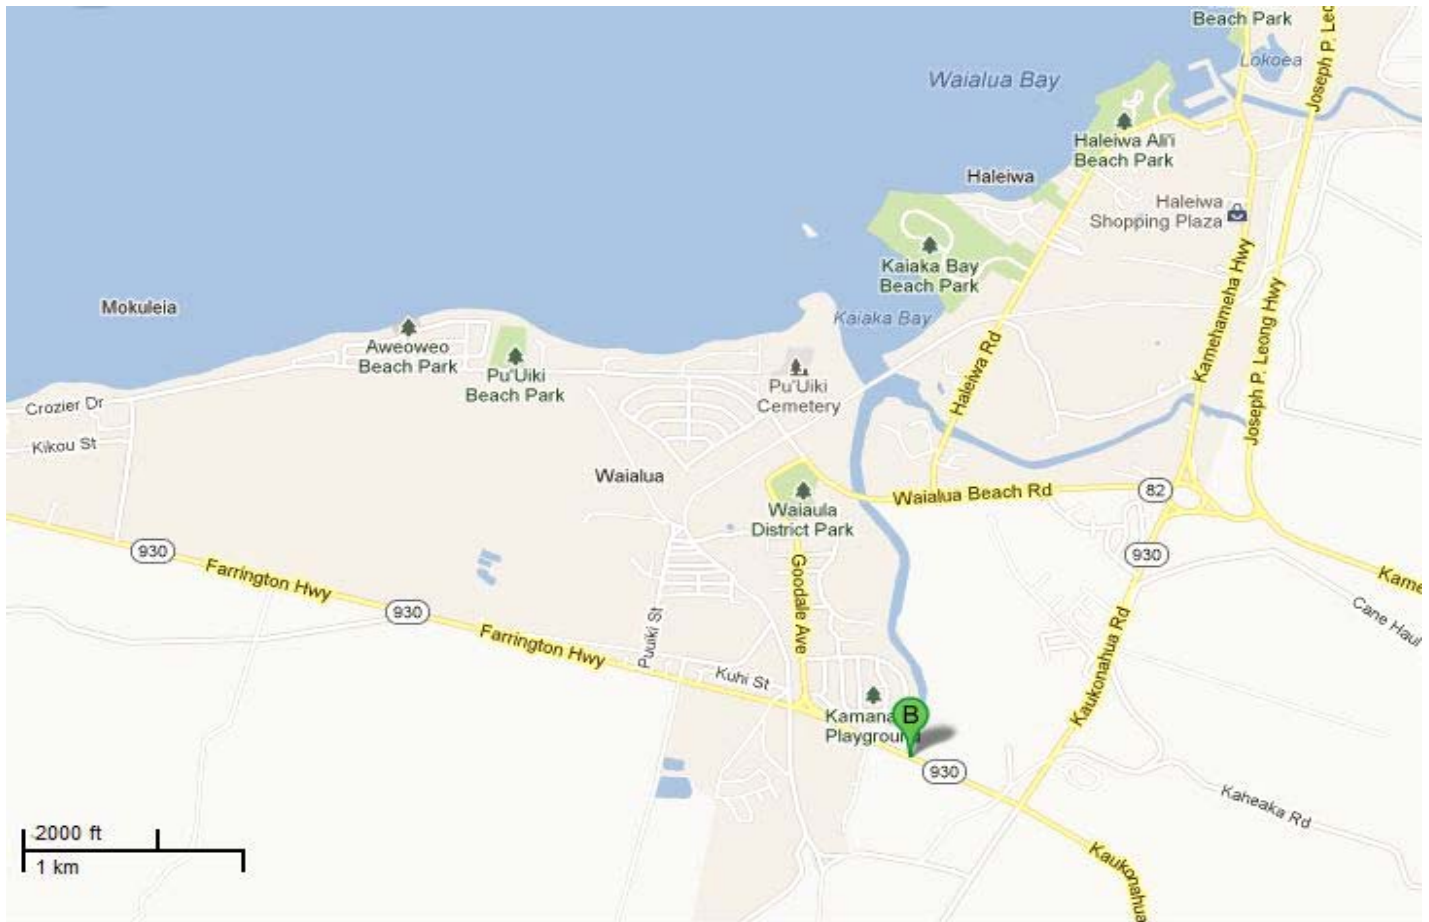 Beach Park
Lokoea
Joseph P. Leo
Waialua Bay
Haleiwa Ali'i
Beach Park
Haleiwa
Haleiwa
Shopping Plaza
Kaiaka Bay
Beach Park
Kamehameha Hwy
Joseph P. Leong Hwy
Mokuleia
Kaiaka Bay
Aweoweo
Beach Park
Pu'Uiki
Beach Park
Pu'Uiki
Cemetery
Haleiwa Rd
Crozier Dr
Kikou St
Waialua
Waialua Beach Rd
82
Waiaula
District Park
930
Farrington Hwy
930
Farrington Hwy
Goodale Ave
930
Kame
Cane Haul
Puuiki St
Kuhi St
Kaukonahua Rd
Kamana
B
Playground
930
Kaheaka Rd
2000 ft
1 km
Kaukonahua